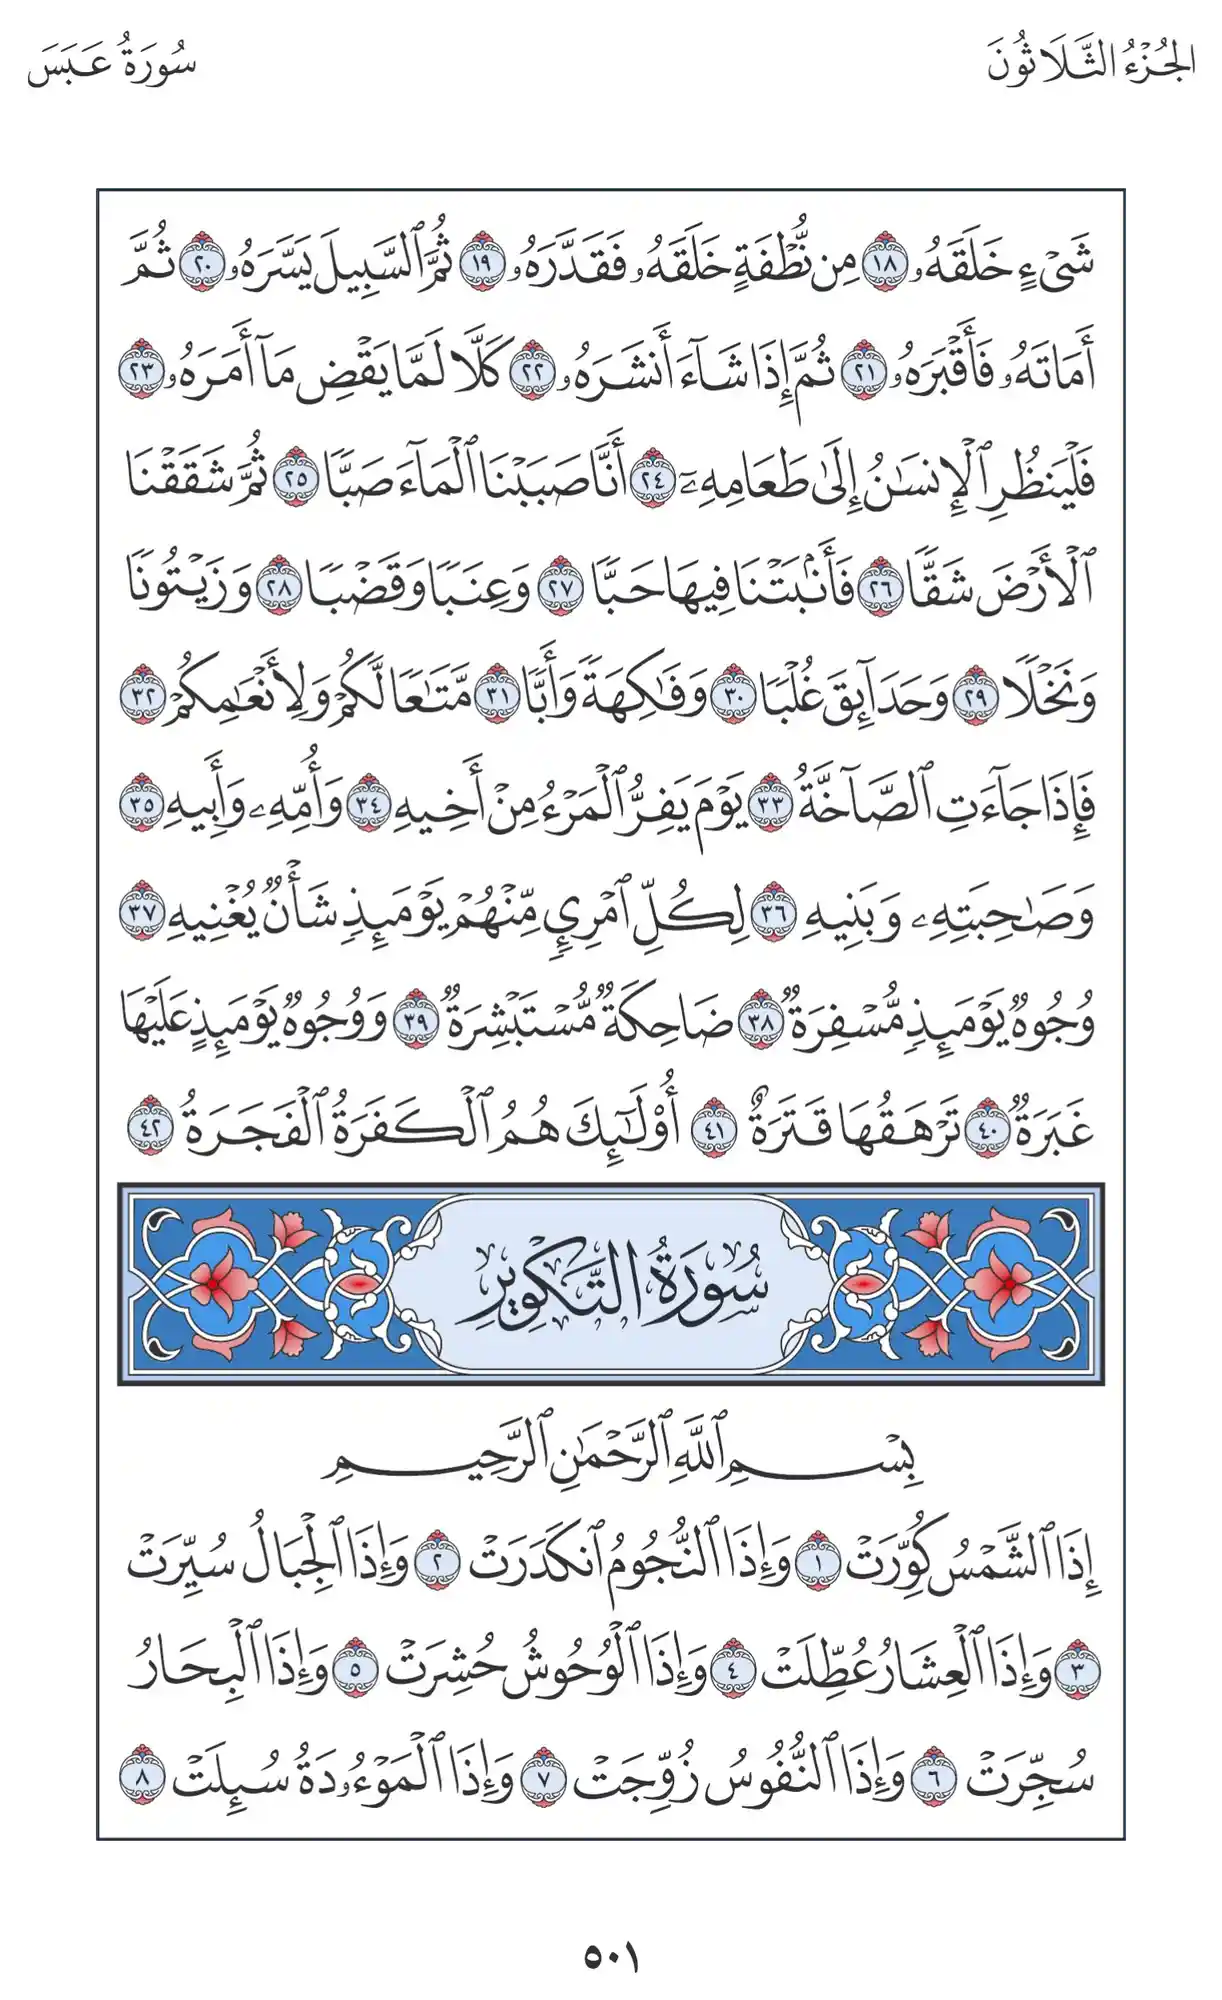 الجُزْءُ الثَّلَاثُونَ
سُورَةُ عَبَسَ
شَىْءٍ خَلَقَهُۥ ١٨ مِن نُّطْفَةٍ خَلَقَهُۥ فَقَدَّرَهُۥ ١٩ ثُمَّ ٱلسَّبِيلَ يَسَّرَهُۥ ٢٠ ثُمَّ
أَمَاتَهُۥ فَأَقْبَرَهُۥ ٢١ ثُمَّ إِذَا شَآءَ أَنشَرَهُۥ ٢٢ كَلَّا لَمَّا يَقْضِ مَآ أَمَرَهُۥ ٢٣
فَلْيَنظُرِ ٱلْإِنسَٰنُ إِلَىٰ طَعَامِهِۦٓ ٢٤ أَنَّا صَبَبْنَا ٱلْمَآءَ صَبًّا ٢٥ ثُمَّ شَقَقْنَا
ٱلْأَرْضَ شَقًّا ٢٦ فَأَنۢبَتْنَا فِيهَا حَبًّا ٢٧ وَعِنَبًا وَقَضْبًا ٢٨ وَزَيْتُونًا
وَنَخْلًا ٢٩ وَحَدَآئِقَ غُلْبًا ٣٠ وَفَٰكِهَةً وَأَبًّا ٣١ مَّتَٰعًا لَّكُمْ وَلِأَنْعَٰمِكُمْ ٣٢
فَإِذَا جَآءَتِ ٱلصَّآخَّةُ ٣٣ يَوْمَ يَفِرُّ ٱلْمَرْءُ مِنْ أَخِيهِ ٣٤ وَأُمِّهِۦ وَأَبِيهِ ٣٥
وَصَٰحِبَتِهِۦ وَبَنِيهِ ٣٦ لِكُلِّ ٱمْرِئٍ مِّنْهُمْ يَوْمَئِذٍ شَأْنٌ يُغْنِيهِ ٣٧
وُجُوهٌ يَوْمَئِذٍ مُّسْفِرَةٌ ٣٨ ضَاحِكَةٌ مُّسْتَبْشِرَةٌ ٣٩ وَوُجُوهٌ يَوْمَئِذٍ عَلَيْهَا
غَبَرَةٌ ٤٠ تَرْهَقُهَا قَتَرَةٌ ٤١ أُو۟لَٰٓئِكَ هُمُ ٱلْكَفَرَةُ ٱلْفَجَرَةُ ٤٢
سُورَةُ التَّكْوِيرِ
بِسْمِ ٱللَّهِ ٱلرَّحْمَٰنِ ٱلرَّحِيمِ
إِذَا ٱلشَّمْسُ كُوِّرَتْ ١ وَإِذَا ٱلنُّجُومُ ٱنكَدَرَتْ ٢ وَإِذَا ٱلْجِبَالُ سُيِّرَتْ
٣ وَإِذَا ٱلْعِشَارُ عُطِّلَتْ ٤ وَإِذَا ٱلْوُحُوشُ حُشِرَتْ ٥ وَإِذَا ٱلْبِحَارُ
سُجِّرَتْ ٦ وَإِذَا ٱلنُّفُوسُ زُوِّجَتْ ٧ وَإِذَا ٱلْمَوْءُۥدَةُ سُئِلَتْ ٨
٥٠١